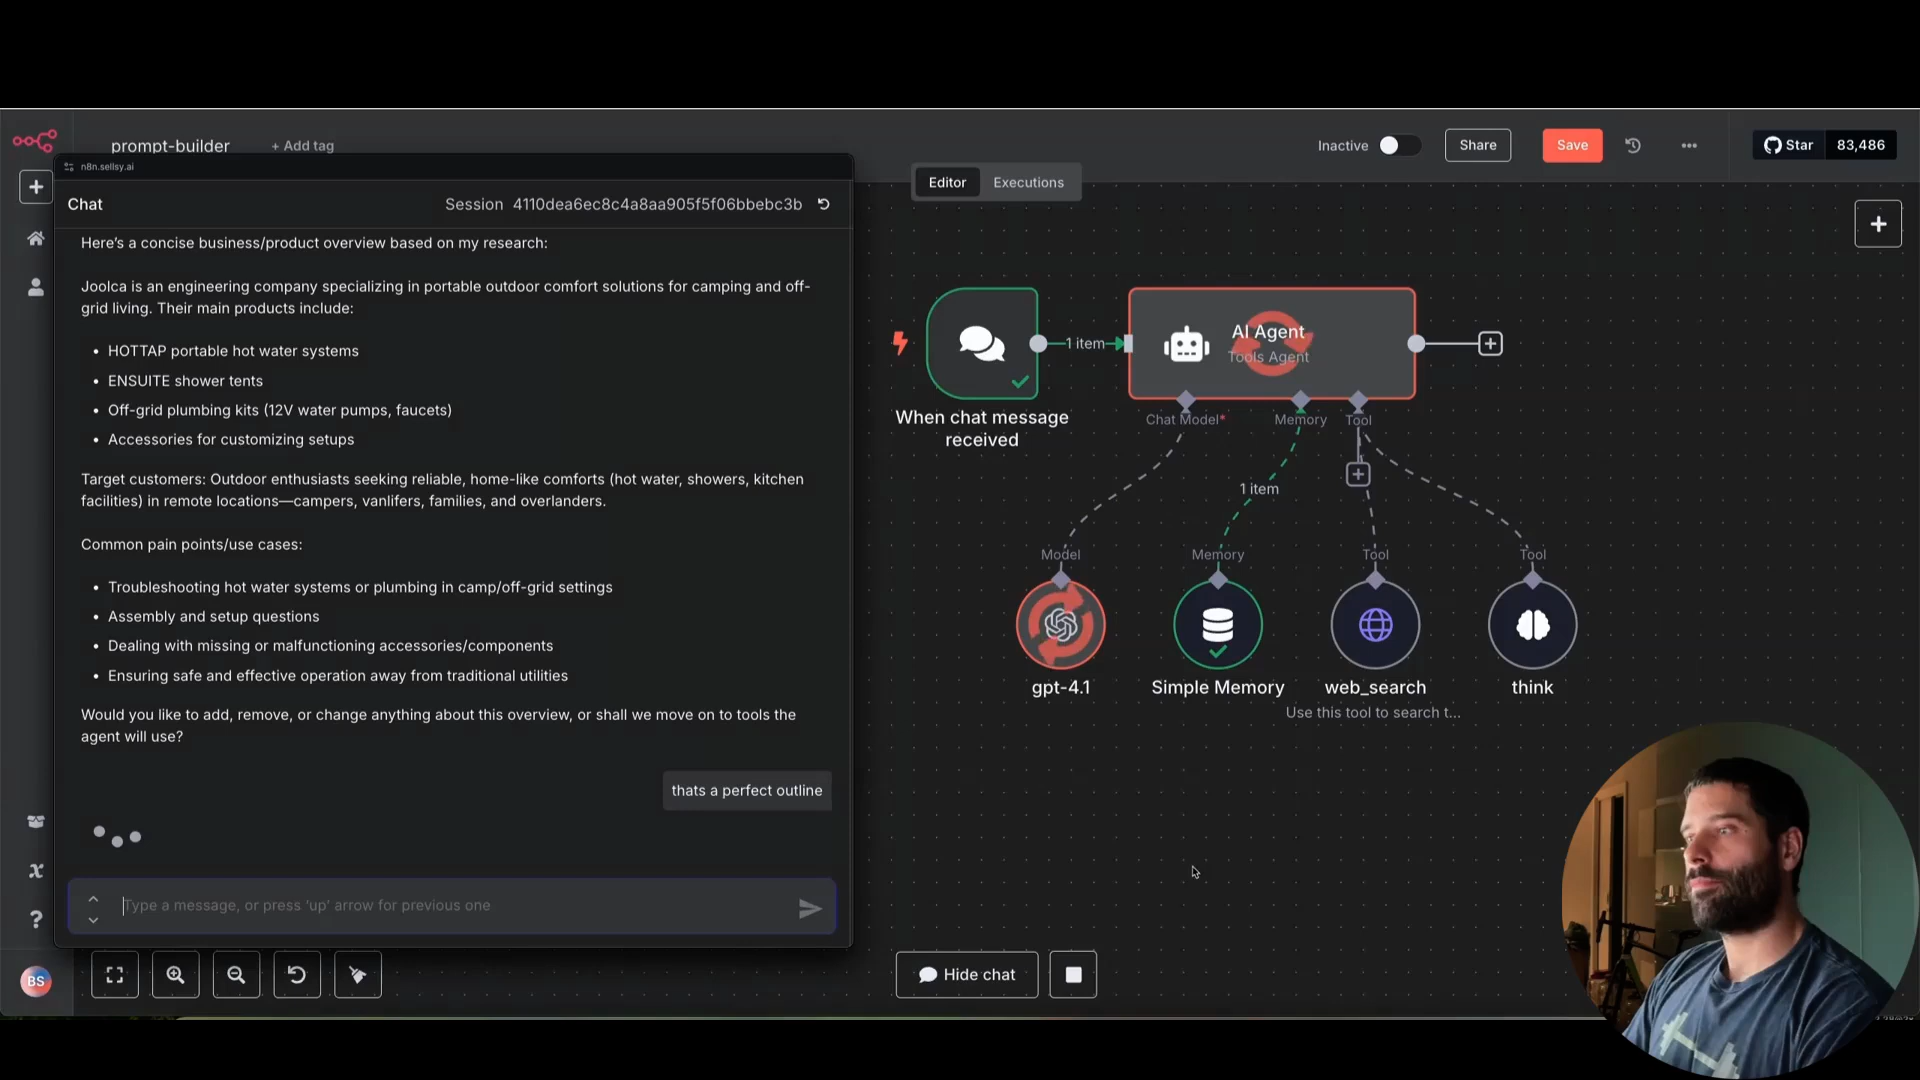 prompt-builder
+ Add tag
Inactive
Share
Save
Star
83,486
n8n.sellsy.ai
Editor
Executions
Chat
Session 4110dea6ec8c4a8aa905f5f06bbebc3b
Here's a concise business/product overview based on my research:
Joolca is an engineering company specializing in portable outdoor comfort solutions for camping and off-
grid living. Their main products include:
• HOTTAP portable hot water systems
• ENSUITE shower tents
• Off-grid plumbing kits (12V water pumps, faucets)
• Accessories for customizing setups
Target customers: Outdoor enthusiasts seeking reliable, home-like comforts (hot water, showers, kitchen
facilities) in remote locations—campers, vanlifers, families, and overlanders.
Common pain points/use cases:
• Troubleshooting hot water systems or plumbing in camp/off-grid settings
• Assembly and setup questions
• Dealing with missing or malfunctioning accessories/components
• Ensuring safe and effective operation away from traditional utilities
Would you like to add, remove, or change anything about this overview, or shall we move on to tools the
agent will use?
thats a perfect outline
Type a message, or press 'up' arrow for previous one
BS
Hide chat
When chat message
received
1 item
AI Agent
Tools Agent
Chat Model*
Memory
Tool
1 item
Model
Memory
Tool
Tool
gpt-4.1
Simple Memory
web_search
think
Use this tool to search t...